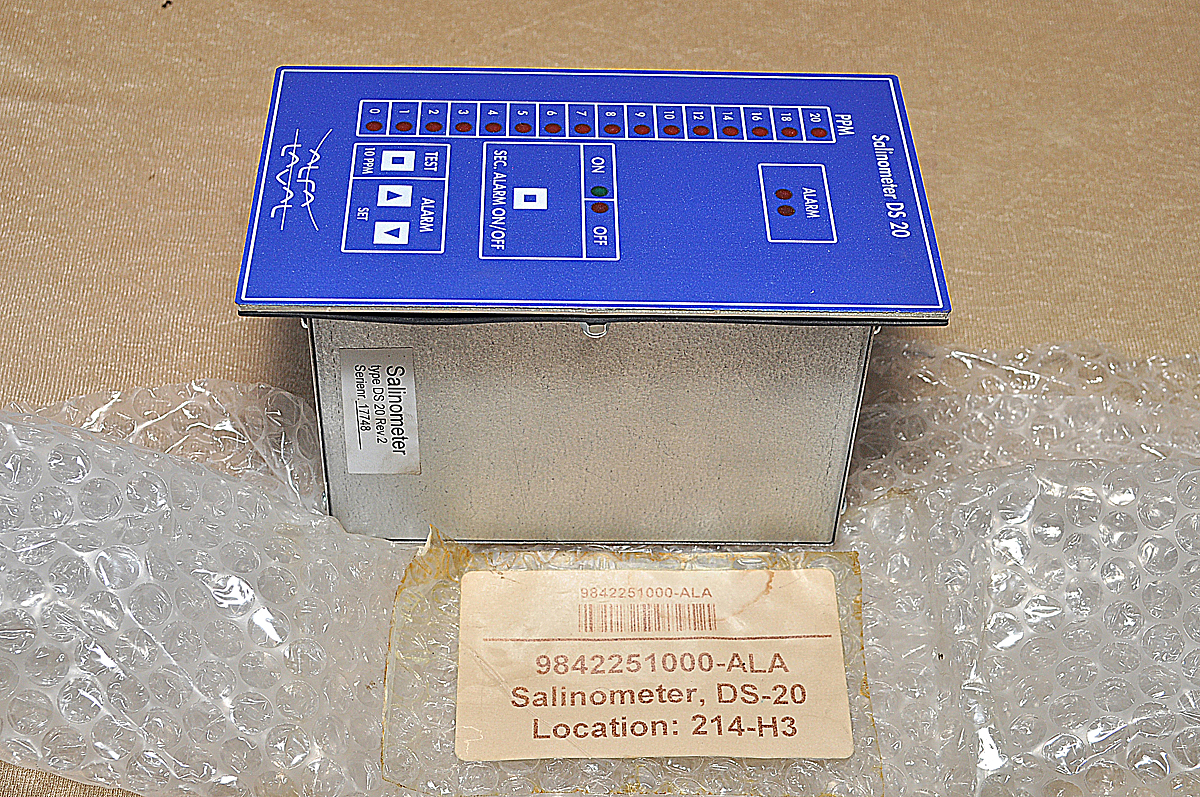 Salinometer DS 20
ALARM
PPM
20
18
16
14
12
10
9
8
7
6
5
4
3
2
1
0
ON
OFF
SEC. ALARM ON/OFF
TEST
10 PPM
ALARM
SET
ALFA
LAVAL
Salinometer
type DS 20 Rev.2
Serienr. 17748
9842251000-ALA
9842251000-ALA
Salinometer, DS-20
Location: 214-H3